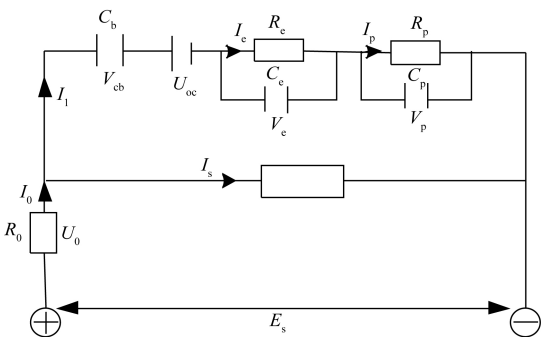 C_b
V_cb
U_oc
I_e
R_e
C_e
V_e
I_p
R_p
C_p
V_p
I_1
I_s
I_0
R_0
U_0
E_s
+
−